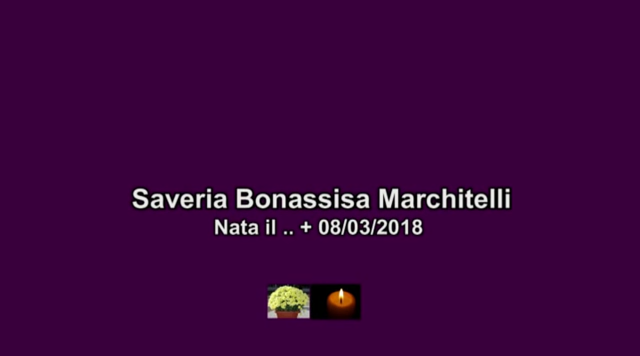 Saveria Bonassisa Marchitelli
Nata il .. + 08/03/2018